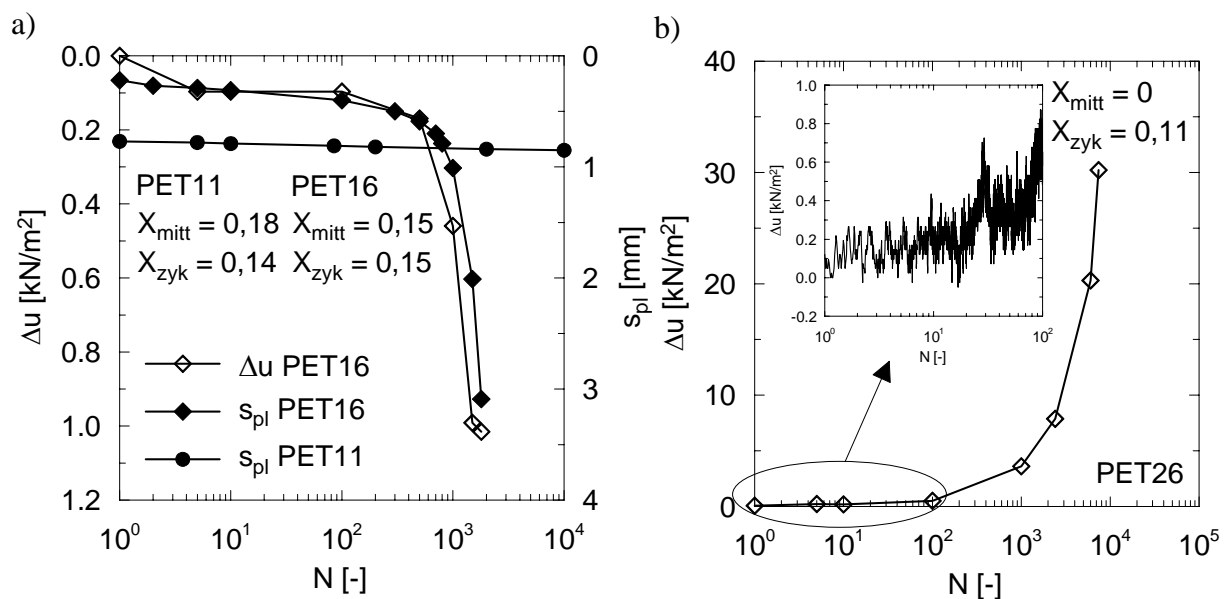 a)
0.0
0.2
0.4
0.6
0.8
1.0
1.2
Δu [kN/m²]
PET11
X_mitt = 0,18
X_zyk = 0,14
PET16
X_mitt = 0,15
X_zyk = 0,15
Δu PET16
s_pl PET16
s_pl PET11
10⁰ 10¹ 10² 10³ 10⁴
N [-]
0
1
2
3
4
s_pl [mm]
b)
40
30
20
10
0
Δu [kN/m²]
1.0
0.8
0.6
0.4
0.2
0.0
-0.2
Δu [kN/m²]
10⁰ 10¹ 10²
N [-]
X_mitt = 0
X_zyk = 0,11
PET26
10⁰ 10¹ 10² 10³ 10⁴ 10⁵
N [-]